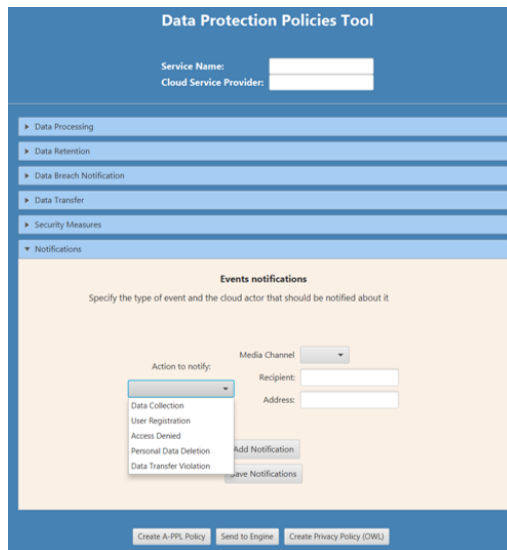 Data Protection Policies Tool
Service Name:
Cloud Service Provider:
Data Processing
Data Retention
Data Breach Notification
Data Transfer
Security Measures
Notifications
Events notifications
Specify the type of event and the cloud actor that should be notified about it
Media Channel
Action to notify:
Recipient:
Address:
Data Collection
User Registration
Access Denied
Personal Data Deletion
Data Transfer Violation
Add Notification
Save Notifications
Create A-PPL Policy Send to Engine Create Privacy Policy (OWL)